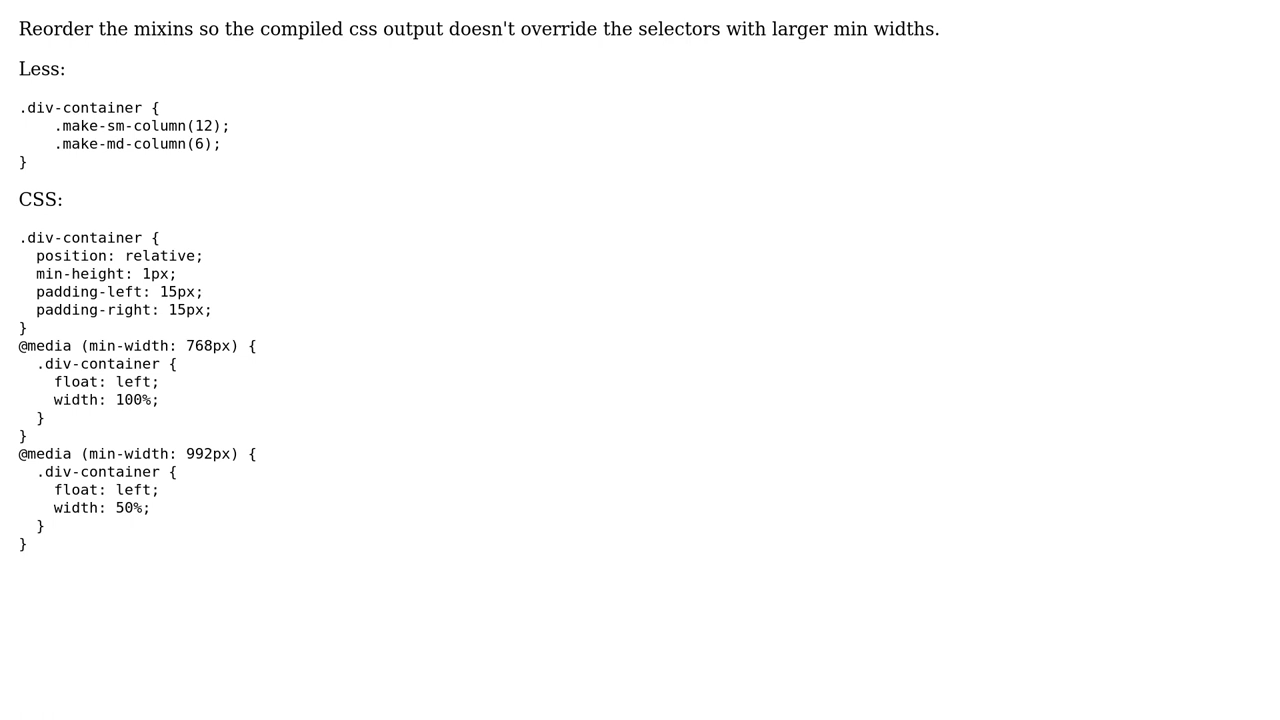 Reorder the mixins so the compiled css output doesn't override the selectors with larger min widths.
Less:
.div-container {
    .make-sm-column(12);
    .make-md-column(6);
}
CSS:
.div-container {
  position: relative;
  min-height: 1px;
  padding-left: 15px;
  padding-right: 15px;
}
@media (min-width: 768px) {
  .div-container {
    float: left;
    width: 100%;
  }
}
@media (min-width: 992px) {
  .div-container {
    float: left;
    width: 50%;
  }
}